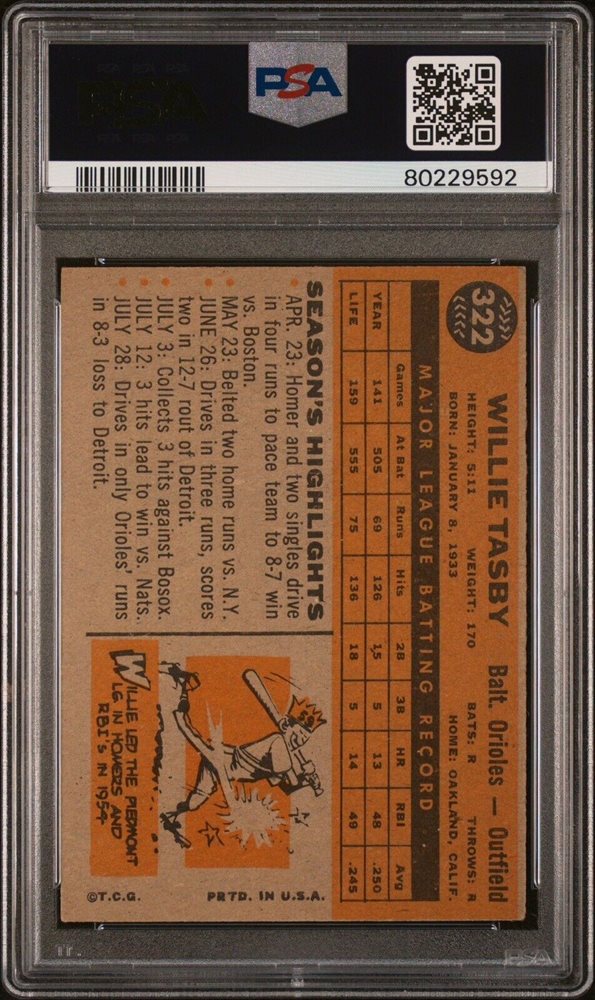 PSA
80229592
322
WILLIE TASBY Balt. Orioles — Outfield
HEIGHT: 5:11 WEIGHT: 170 BATS: R THROWS: R
BORN: JANUARY 8, 1933 HOME: OAKLAND, CALIF.
MAJOR LEAGUE BATTING RECORD
Games At Bat Runs Hits 2B 3B HR RBI Avg
YEAR 141 505 69 126 15 5 13 48 .250
LIFE 159 555 75 136 18 5 14 49 .245
SEASON'S HIGHLIGHTS
• APR. 23: Homer and two singles drive
in four runs to pace team to 8-7 win
vs. Boston.
• MAY 23: Belted two home runs vs. N.Y.
• JUNE 26: Drives in three runs, scores
two in 12-7 rout of Detroit.
• JULY 3: Collects 3 hits against Bosox.
• JULY 12: 3 hits lead to win vs. Nats.
• JULY 28: Drives in only Orioles' runs
in 8-3 loss to Detroit.
59
WILLIE LED THE PIEDMONT
LG IN HOMERS AND
RBI'S IN 1954
©T.C.G. PRTD. IN U.S.A.
PSA